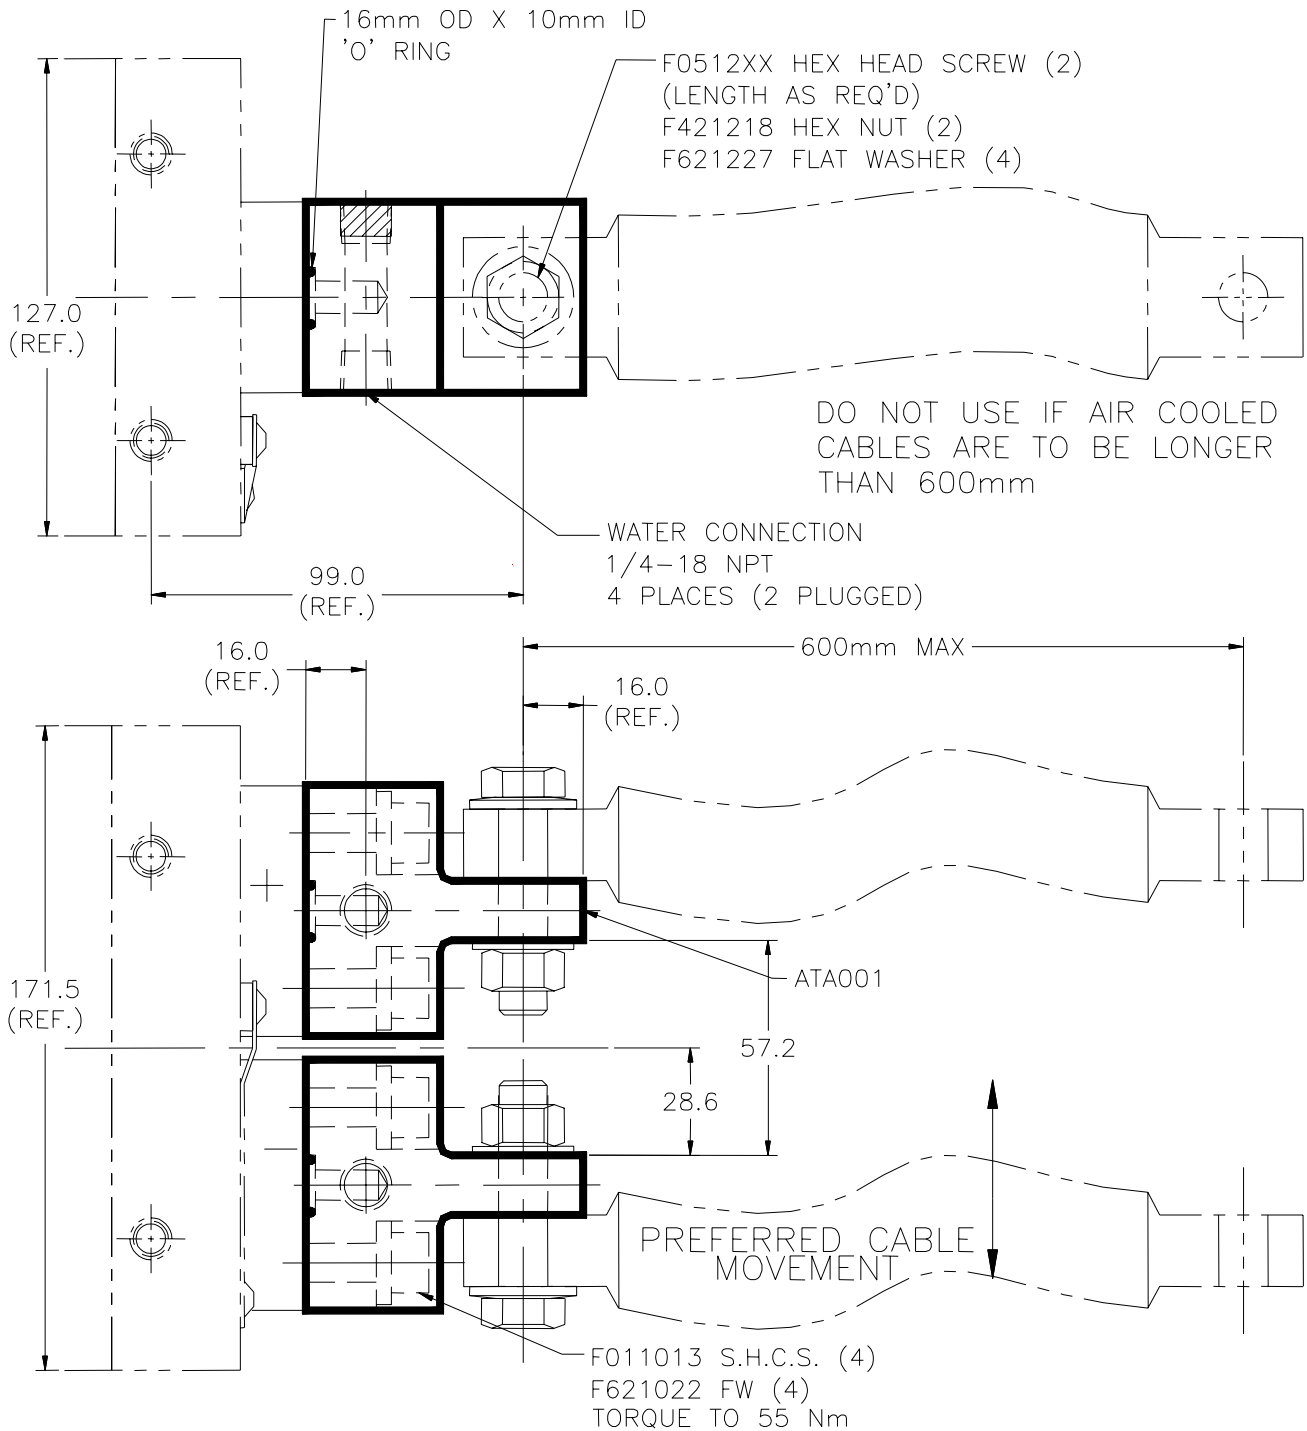 16mm OD X 10mm ID
'O' RING
F0512XX HEX HEAD SCREW (2)
(LENGTH AS REQ'D)
F421218 HEX NUT (2)
F621227 FLAT WASHER (4)
127.0
(REF.)
DO NOT USE IF AIR COOLED
CABLES ARE TO BE LONGER
THAN 600mm
WATER CONNECTION
1/4-18 NPT
4 PLACES (2 PLUGGED)
99.0
(REF.)
16.0
(REF.)
600mm MAX
16.0
(REF.)
171.5
(REF.)
ATA001
57.2
28.6
PREFERRED CABLE
MOVEMENT
F011013 S.H.C.S. (4)
F621022 FW (4)
TORQUE TO 55 Nm